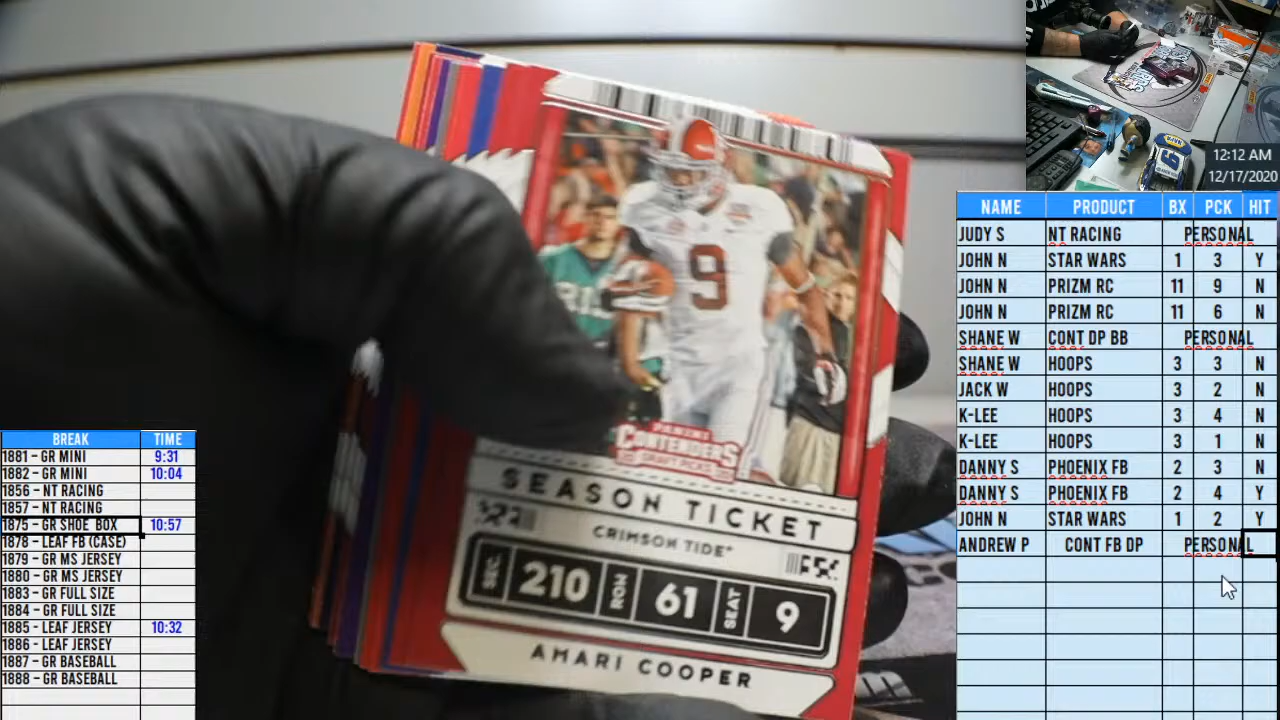 12:12 AM
12/17/2020
NAME PRODUCT BX PCK HIT
JUDY S NT RACING PERSONAL
JOHN N STAR WARS 1 3 Y
JOHN N PRIZM RC 11 9 N
JOHN N PRIZM RC 11 6 N
SHANE W CONT DP BB PERSONAL
SHANE W HOOPS 3 3 N
JACK W HOOPS 3 2 N
K-LEE HOOPS 3 4 N
K-LEE HOOPS 3 1 N
DANNY S PHOENIX FB 2 3 N
DANNY S PHOENIX FB 2 4 Y
JOHN N STAR WARS 1 2 Y
ANDREW P CONT FB DP PERSONAL
9
PANINI
CONTENDERS
DRAFT PICKS
SEASON TICKET
CRIMSON TIDE
SEC 210 ROW 61 SEAT 9
AMARI COOPER
BREAK TIME
1881 - GR MINI 9:31
1882 - GR MINI 10:04
1856 - NT RACING
1857 - NT RACING
1875 - GR SHOE BOX 10:57
1878 - LEAF FB (CASE)
1879 - GR MS JERSEY
1880 - GR MS JERSEY
1883 - GR FULL SIZE
1884 - GR FULL SIZE
1885 - LEAF JERSEY 10:32
1886 - LEAF JERSEY
1887 - GR BASEBALL
1888 - GR BASEBALL